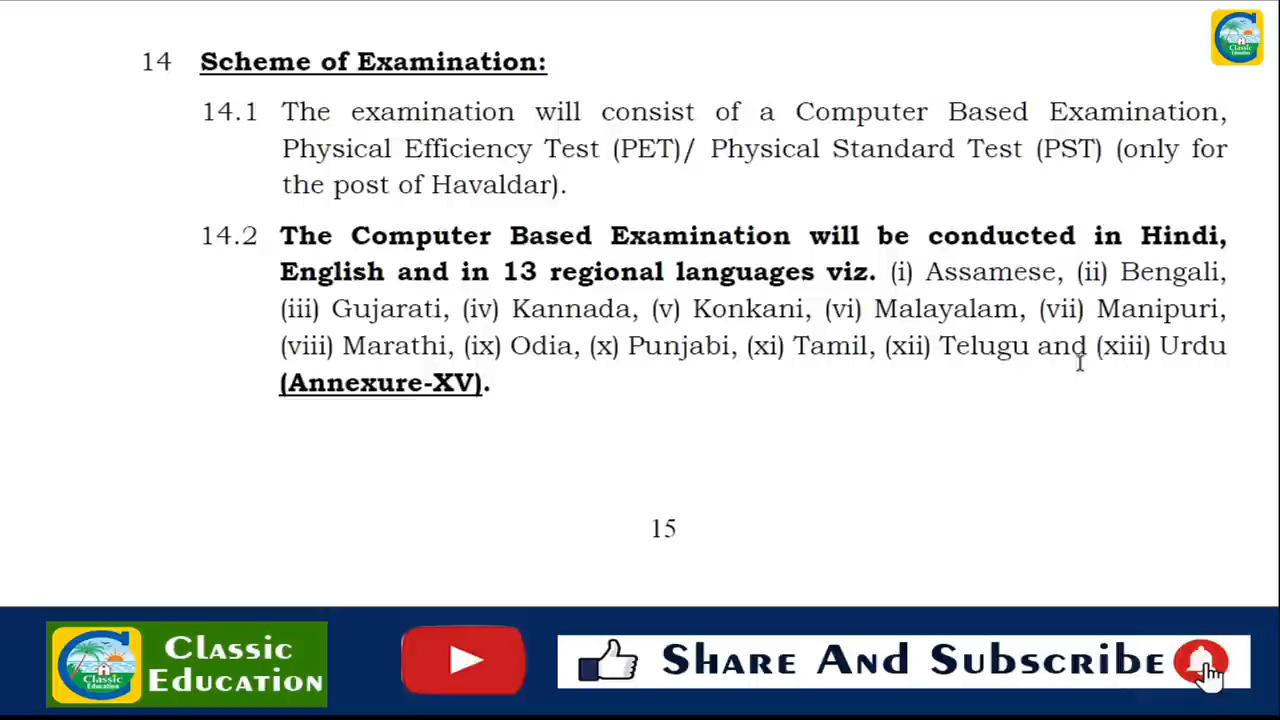 Classic
Education
14 Scheme of Examination:
14.1 The examination will consist of a Computer Based Examination,
Physical Efficiency Test (PET)/ Physical Standard Test (PST) (only for
the post of Havaldar).
14.2 The Computer Based Examination will be conducted in Hindi,
English and in 13 regional languages viz. (i) Assamese, (ii) Bengali,
(iii) Gujarati, (iv) Kannada, (v) Konkani, (vi) Malayalam, (vii) Manipuri,
(viii) Marathi, (ix) Odia, (x) Punjabi, (xi) Tamil, (xii) Telugu and (xiii) Urdu
(Annexure-XV).
15
Classic
Education
Classic
Education
Share And Subscribe